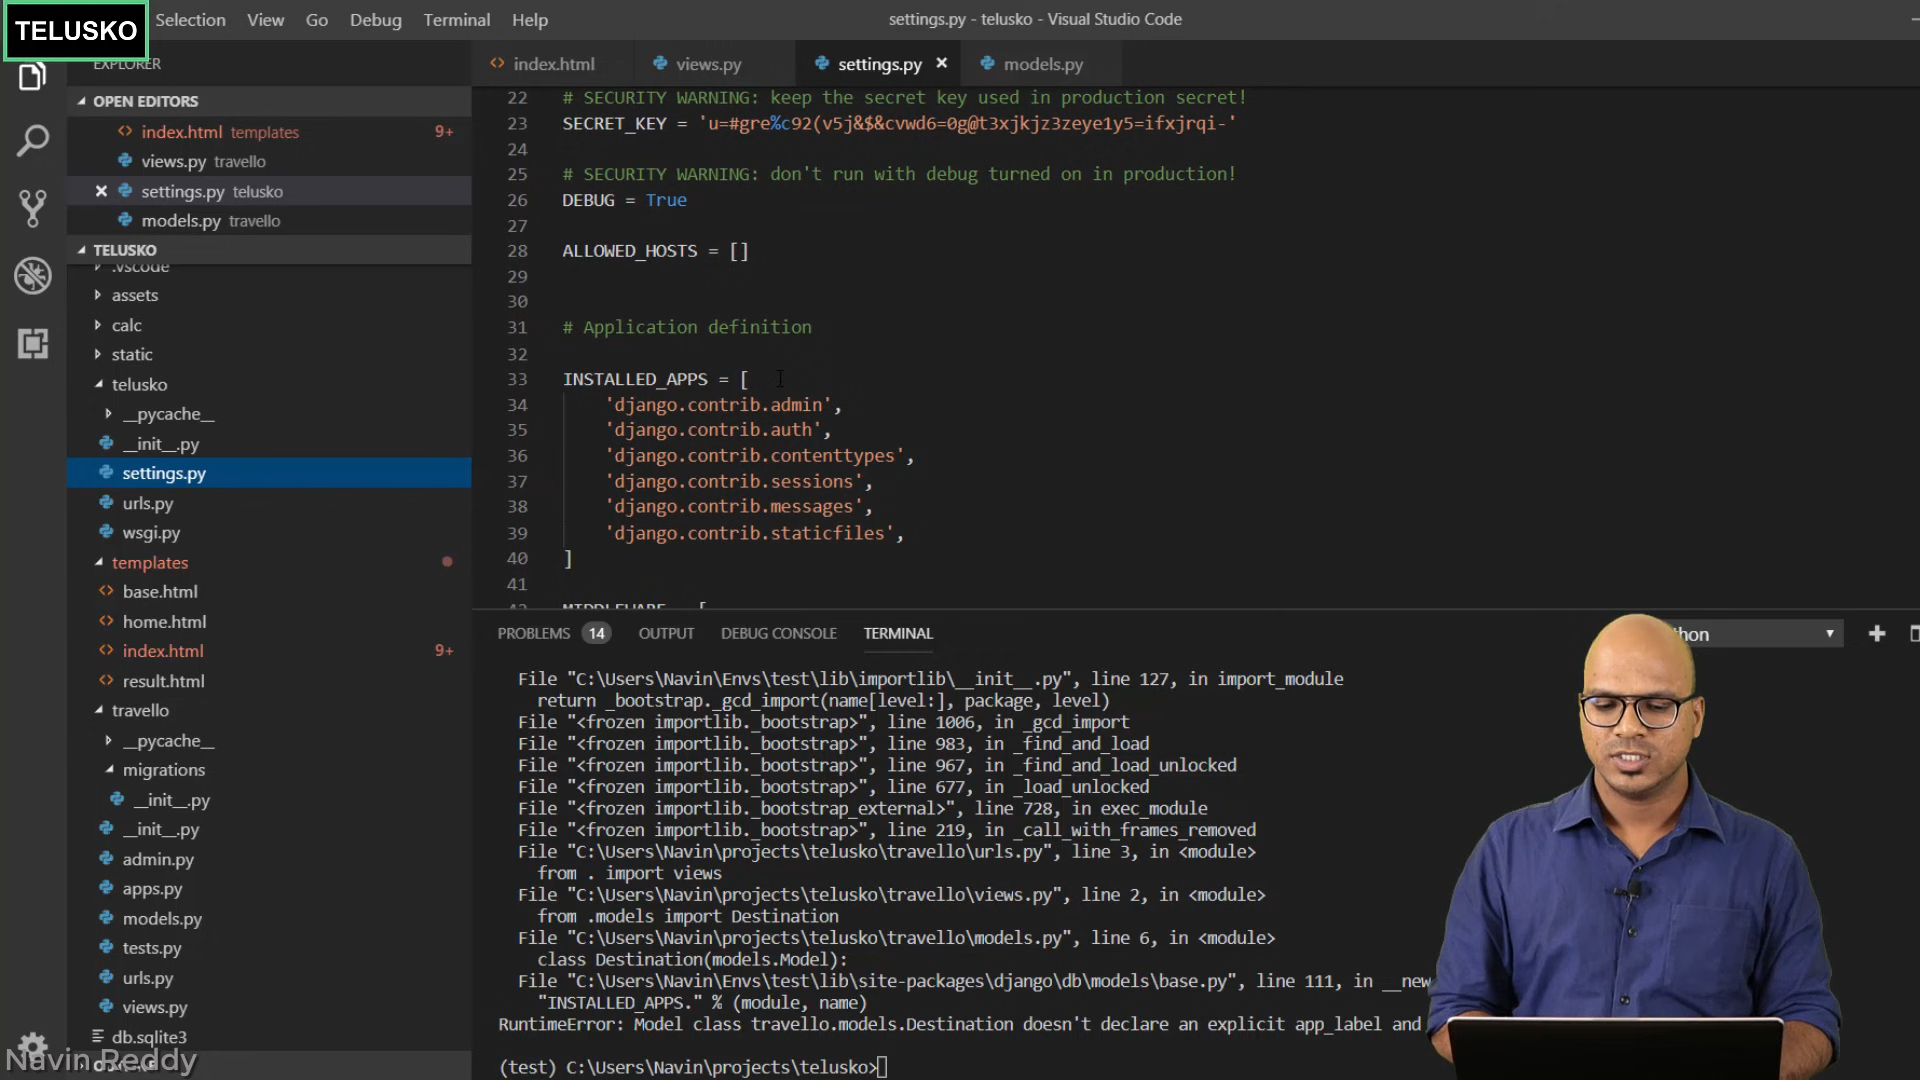 TELUSKO
Selection View Go Debug Terminal Help
settings.py - telusko - Visual Studio Code
EXPLORER
index.html
views.py
settings.py
models.py
OPEN EDITORS
index.html templates 9+
views.py travello
settings.py telusko
models.py travello
TELUSKO
.vscode
assets
calc
static
telusko
__pycache__
__init__.py
settings.py
urls.py
wsgi.py
templates
base.html
home.html
index.html 9+
result.html
travello
__pycache__
migrations
__init__.py
__init__.py
admin.py
apps.py
models.py
tests.py
urls.py
views.py
db.sqlite3
Navin Reddy
22 # SECURITY WARNING: keep the secret key used in production secret!
23 SECRET_KEY = 'u=#gre%c92(v5j&$&cvwd6=0g@t3xjkjz3zeye1y5=ifxjrqi-'
24
25 # SECURITY WARNING: don't run with debug turned on in production!
26 DEBUG = True
27
28 ALLOWED_HOSTS = []
29
30
31 # Application definition
32
33 INSTALLED_APPS = [
34 'django.contrib.admin',
35 'django.contrib.auth',
36 'django.contrib.contenttypes',
37 'django.contrib.sessions',
38 'django.contrib.messages',
39 'django.contrib.staticfiles',
40 ]
41
42 MIDDLEWARE = [
PROBLEMS 14 OUTPUT DEBUG CONSOLE TERMINAL
File "C:\Users\Navin\Envs\test\lib\importlib\__init__.py", line 127, in import_module
return _bootstrap._gcd_import(name[level:], package, level)
File "<frozen importlib._bootstrap>", line 1006, in _gcd_import
File "<frozen importlib._bootstrap>", line 983, in _find_and_load
File "<frozen importlib._bootstrap>", line 967, in _find_and_load_unlocked
File "<frozen importlib._bootstrap>", line 677, in _load_unlocked
File "<frozen importlib._bootstrap_external>", line 728, in exec_module
File "<frozen importlib._bootstrap>", line 219, in _call_with_frames_removed
File "C:\Users\Navin\projects\telusko\travello\urls.py", line 3, in <module>
from . import views
File "C:\Users\Navin\projects\telusko\travello\views.py", line 2, in <module>
from .models import Destination
File "C:\Users\Navin\projects\telusko\travello\models.py", line 6, in <module>
class Destination(models.Model):
File "C:\Users\Navin\Envs\test\lib\site-packages\django\db\models\base.py", line 111, in __new
"INSTALLED_APPS." % (module, name)
RuntimeError: Model class travello.models.Destination doesn't declare an explicit app_label and
(test) C:\Users\Navin\projects\telusko>